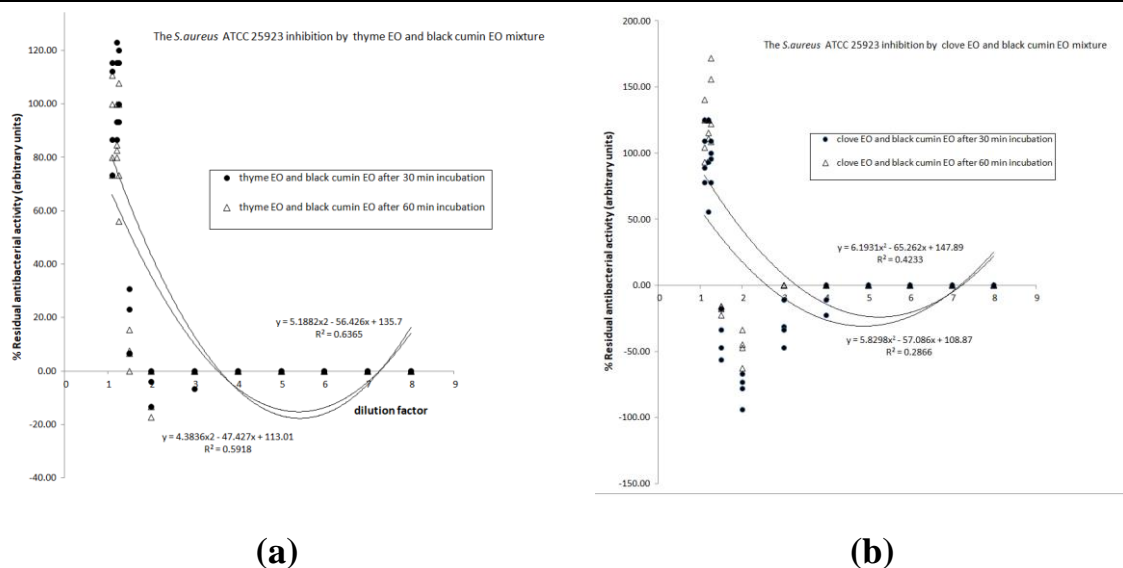 The S.aureus ATCC 25923 inhibition by thyme EO and black cumin EO mixture
% Residual antibacterial activity (arbitrary units)
120.00
100.00
80.00
60.00
40.00
20.00
0.00
-20.00
-40.00
0 1 2 3 4 5 6 7 8 9
thyme EO and black cumin EO after 30 min incubation
thyme EO and black cumin EO after 60 min incubation
y = 5.1882x2 - 56.426x + 135.7
R² = 0.6365
dilution factor
y = 4.3836x2 - 47.427x + 113.01
R² = 0.5918
(a)
The S.aureus ATCC 25923 inhibition by clove EO and black cumin EO mixture
% Residual antibacterial activity (arbitrary units)
200.00
150.00
100.00
50.00
0.00
-50.00
-100.00
-150.00
0 1 2 3 4 5 6 7 8 9
clove EO and black cumin EO after 30 min incubation
clove EO and black cumin EO after 60 min incubation
y = 6.1931x² - 65.262x + 147.89
R² = 0.4233
y = 5.8298x² - 57.086x + 108.87
R² = 0.2866
(b)